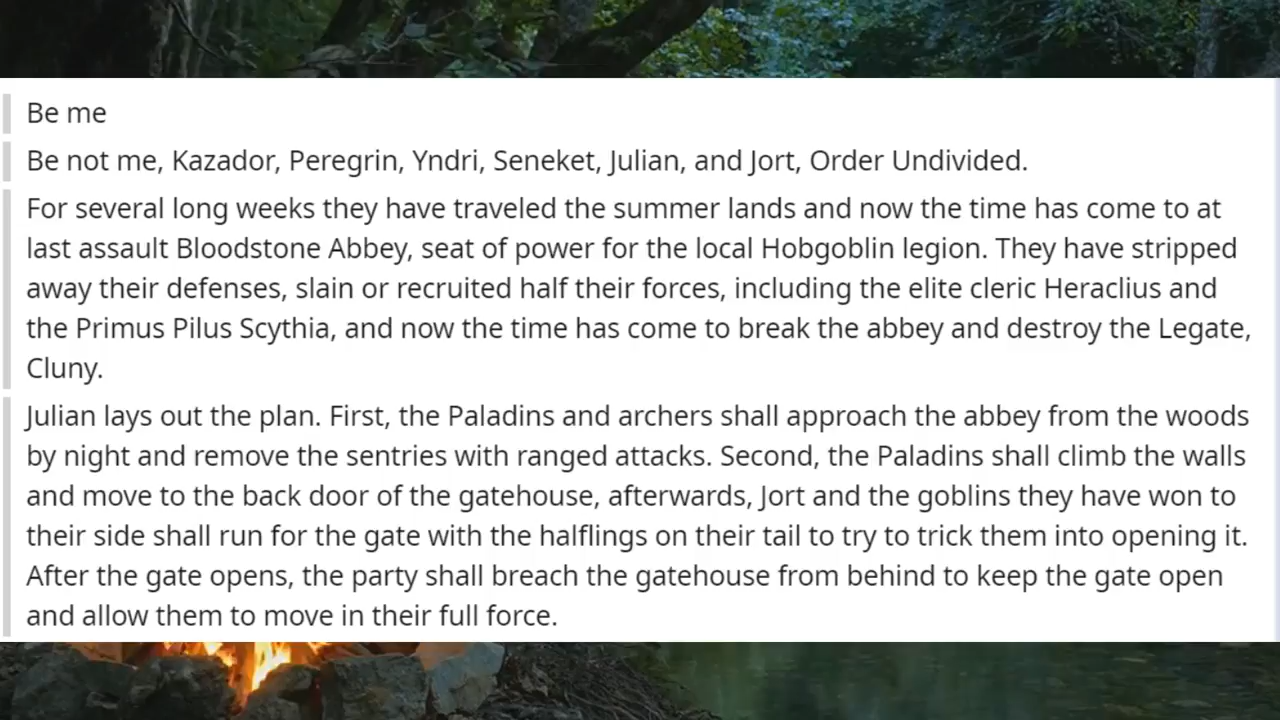 Be me
Be not me, Kazador, Peregrin, Yndri, Seneket, Julian, and Jort, Order Undivided.
For several long weeks they have traveled the summer lands and now the time has come to at
last assault Bloodstone Abbey, seat of power for the local Hobgoblin legion. They have stripped
away their defenses, slain or recruited half their forces, including the elite cleric Heraclius and
the Primus Pilus Scythia, and now the time has come to break the abbey and destroy the Legate,
Cluny.
Julian lays out the plan. First, the Paladins and archers shall approach the abbey from the woods
by night and remove the sentries with ranged attacks. Second, the Paladins shall climb the walls
and move to the back door of the gatehouse, afterwards, Jort and the goblins they have won to
their side shall run for the gate with the halflings on their tail to try to trick them into opening it.
After the gate opens, the party shall breach the gatehouse from behind to keep the gate open
and allow them to move in their full force.